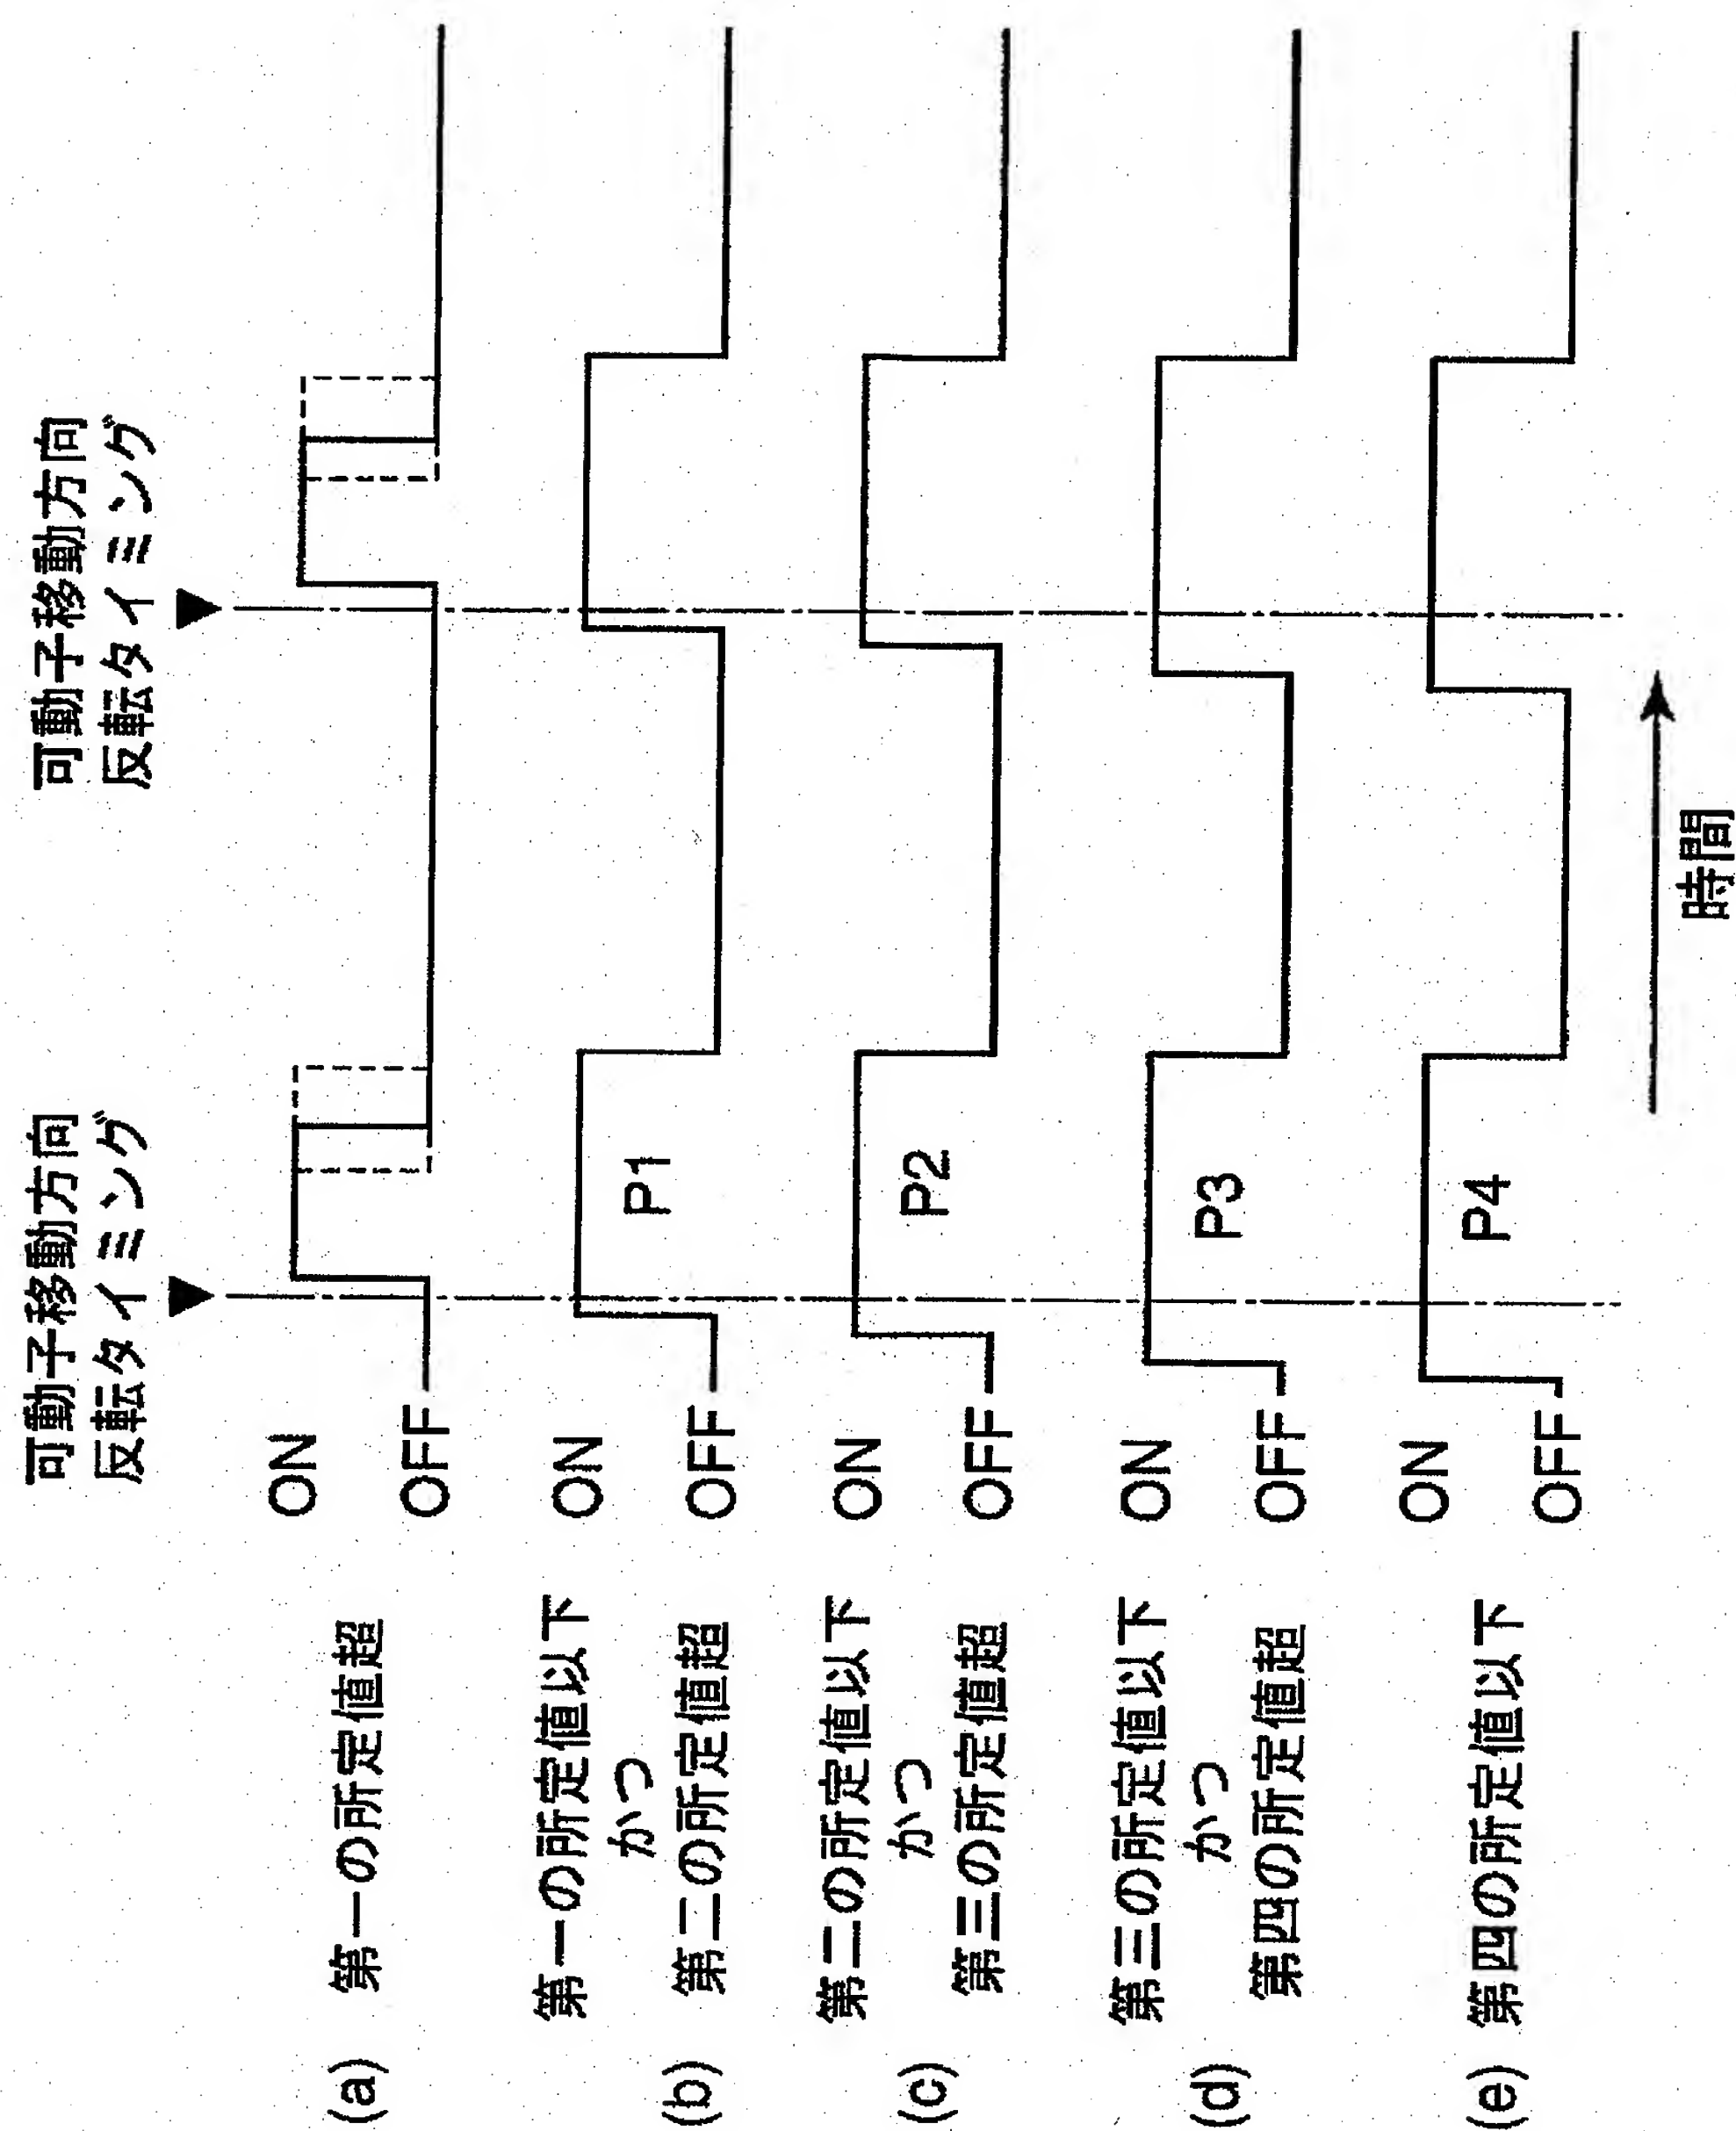 可動子移動方向
反転タイミング
可動子移動方向
反転タイミング
(a) 第一の所定値超
ON
OFF
第一の所定値以下
かつ
(b) 第二の所定値超
ON
OFF
P1
第二の所定値以下
かつ
(c) 第三の所定値超
ON
OFF
P2
第三の所定値以下
かつ
(d) 第四の所定値超
ON
OFF
P3
(e) 第四の所定値以下
ON
OFF
P4
時間